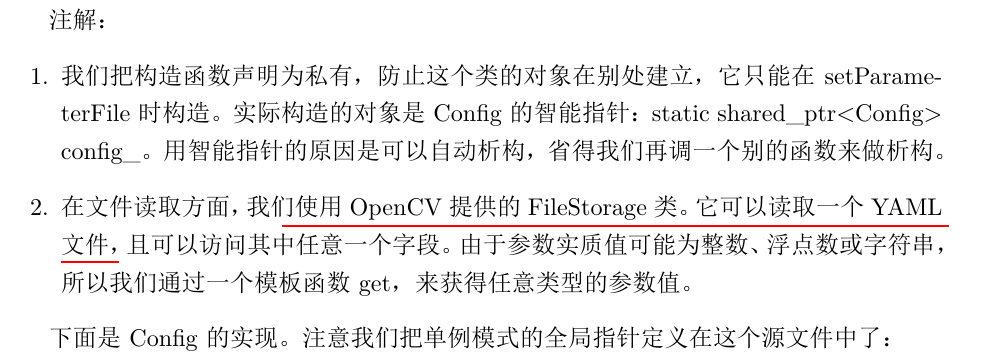 注解：
1. 我们把构造函数声明为私有，防止这个类的对象在别处建立，它只能在 setParame-
terFile 时构造。实际构造的对象是 Config 的智能指针：static shared_ptr<Config>
config_。用智能指针的原因是可以自动析构，省得我们再调一个别的函数来做析构。
2. 在文件读取方面，我们使用 OpenCV 提供的 FileStorage 类。它可以读取一个 YAML
文件，且可以访问其中任意一个字段。由于参数实质值可能为整数、浮点数或字符串，
所以我们通过一个模板函数 get，来获得任意类型的参数值。
下面是 Config 的实现。注意我们把单例模式的全局指针定义在这个源文件中了：